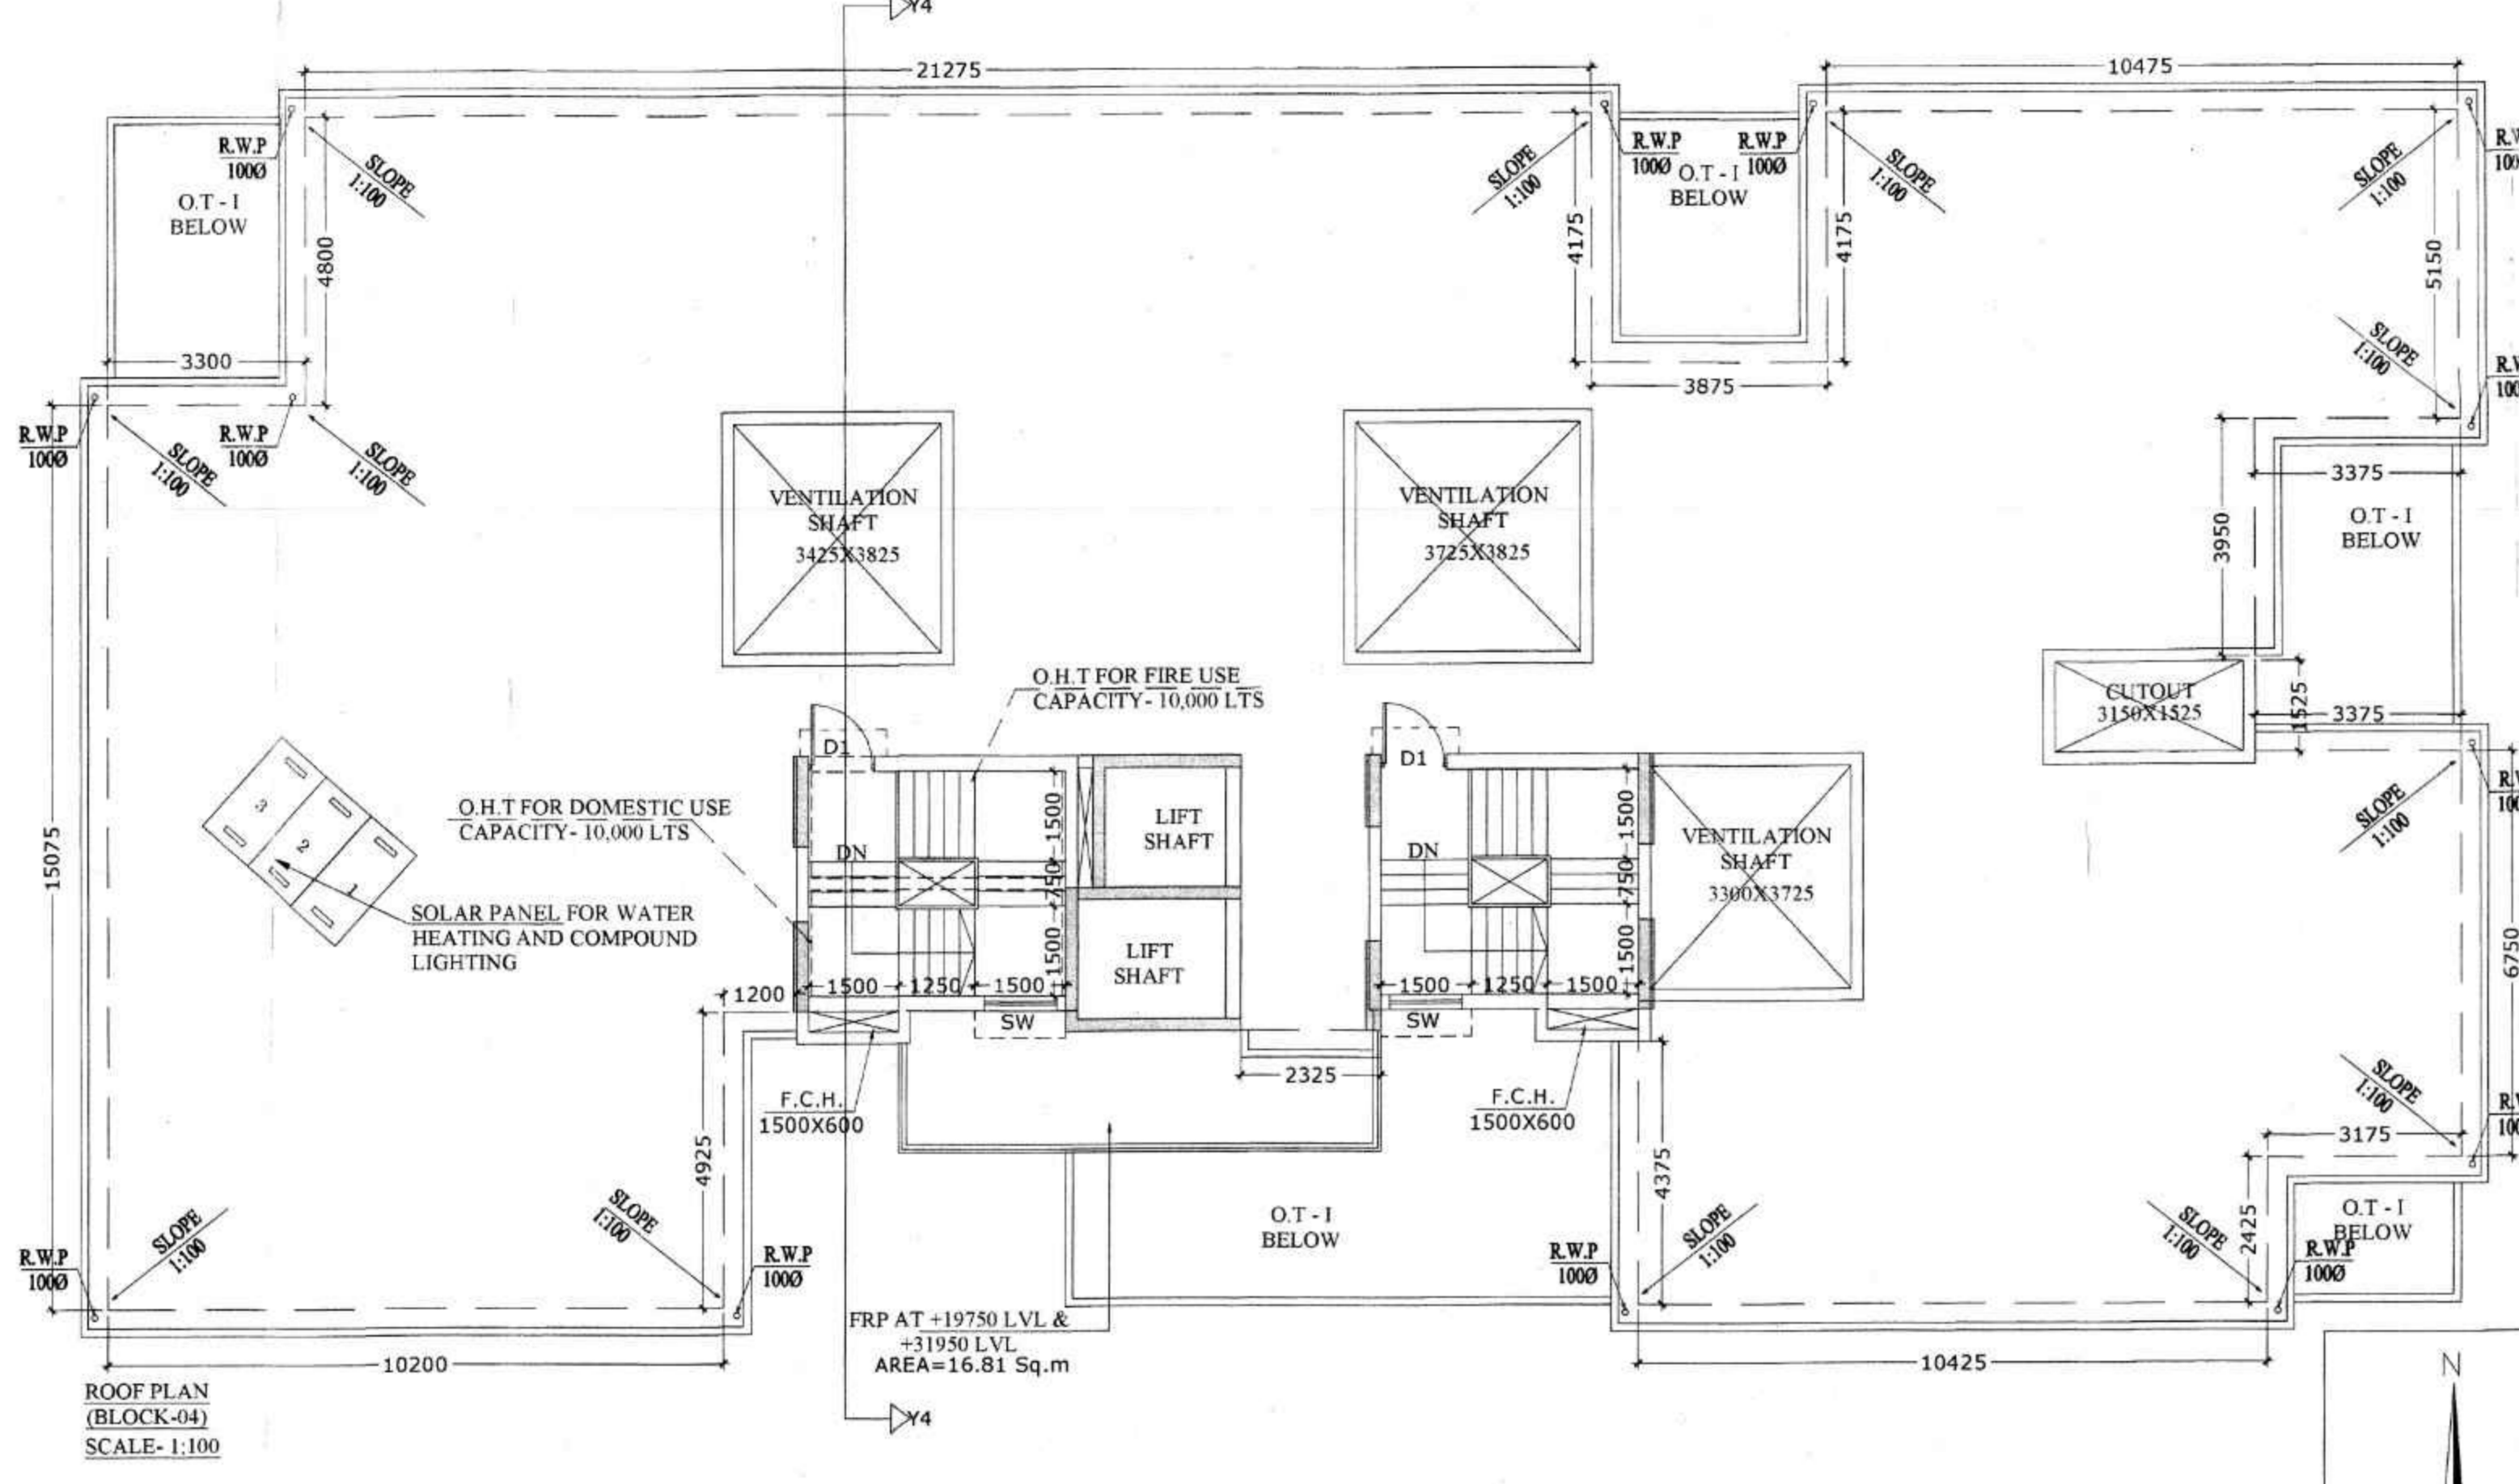 Y4
21275
10475
R.W.P
100Ø
SLOPE
1:100
O.T - I
BELOW
4800
3300
SLOPE
1:100
4175
R.W.P
100Ø
R.W.P
100Ø
O.T - I
BELOW
4175
SLOPE
1:100
3875
SLOPE
1:100
5150
SLOPE
1:100
R.W.P
100Ø
SLOPE
1:100
R.W.P
100Ø
SLOPE
1:100
VENTILATION
SHAFT
3425X3825
VENTILATION
SHAFT
3725X3825
3375
3950
O.T - I
BELOW
CUTOUT
3150X1525
1525
3375
O.H.T FOR FIRE USE
CAPACITY- 10,000 LTS
D1
D1
O.H.T FOR DOMESTIC USE
CAPACITY- 10,000 LTS
3
2
1
SOLAR PANEL FOR WATER
HEATING AND COMPOUND
LIGHTING
15075
DN
1500
750
1500
1200
1500
1250
1500
SW
LIFT
SHAFT
LIFT
SHAFT
DN
1500
750
1500
1500
1250
1500
SW
VENTILATION
SHAFT
3300X3725
SLOPE
1:100
6750
SLOPE
1:100
3175
2325
F.C.H.
1500X600
F.C.H.
1500X600
4925
4375
2425
SLOPE
1:100
SLOPE
1:100
R.W.P
100Ø
R.W.P
100Ø
O.T - I
BELOW
R.W.P
100Ø
SLOPE
1:100
SLOPE
1:100
O.T - I
BELOW
R.W.P
100Ø
FRP AT +19750 LVL &
+31950 LVL
AREA=16.81 Sq.m
10200
10425
ROOF PLAN
(BLOCK-04)
SCALE- 1:100
Y4
N